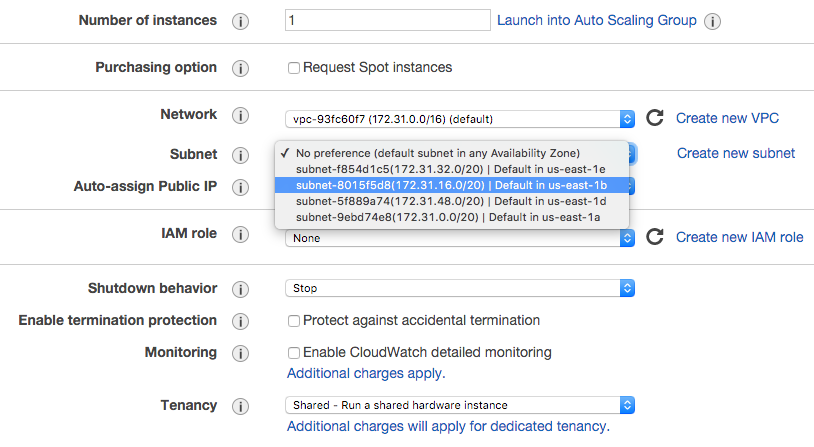 Number of instances 1 Launch into Auto Scaling Group
Purchasing option Request Spot instances
Network vpc-93fc60f7 (172.31.0.0/16) (default) Create new VPC
Subnet ✓ No preference (default subnet in any Availability Zone) Create new subnet
subnet-f854d1c5(172.31.32.0/20) | Default in us-east-1e
Auto-assign Public IP subnet-8015f5d8(172.31.16.0/20) | Default in us-east-1b
subnet-5f889a74(172.31.48.0/20) | Default in us-east-1d
subnet-9ebd74e8(172.31.0.0/20) | Default in us-east-1a
IAM role None Create new IAM role
Shutdown behavior Stop
Enable termination protection Protect against accidental termination
Monitoring Enable CloudWatch detailed monitoring
Additional charges apply.
Tenancy Shared - Run a shared hardware instance
Additional charges will apply for dedicated tenancy.